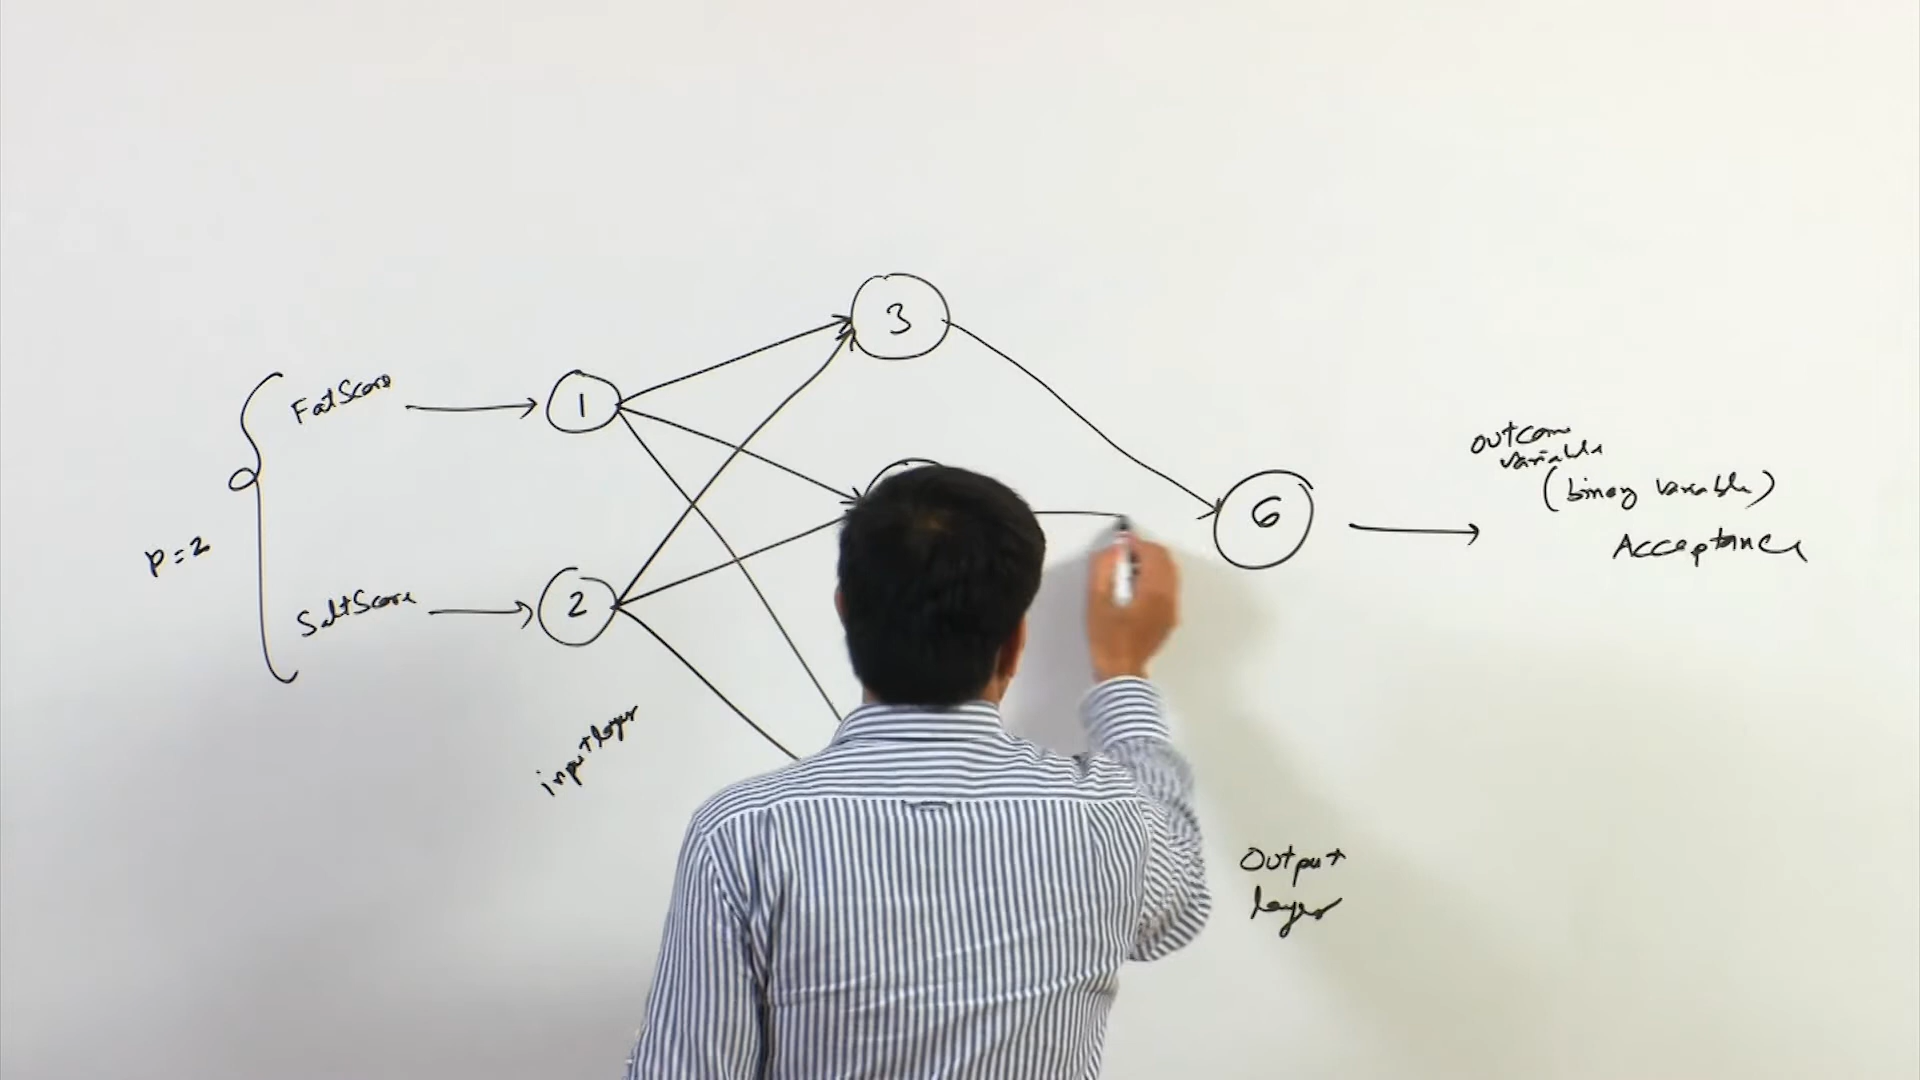 3
FatScore
1
outcome
variable
(binary variable)
6
Acceptance
p=2
SaltScore
2
input layer
Output
layer